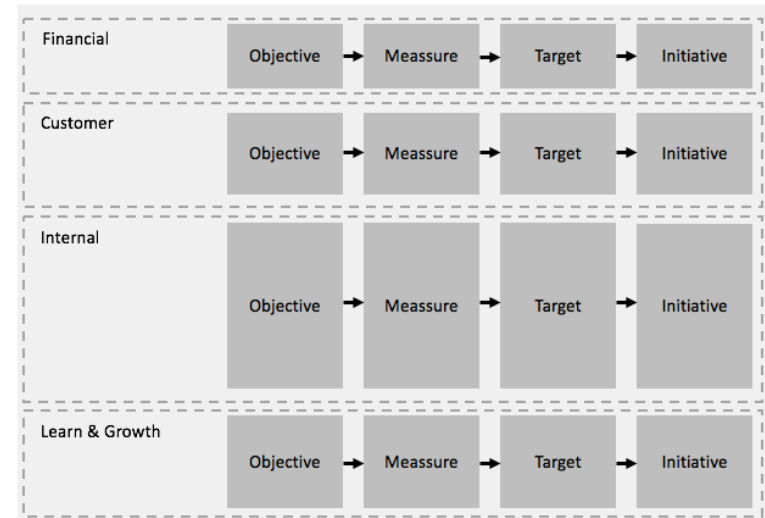 Financial
Objective Meassure Target Initiative
Customer
Objective Meassure Target Initiative
Internal
Objective Meassure Target Initiative
Learn & Growth
Objective Meassure Target Initiative